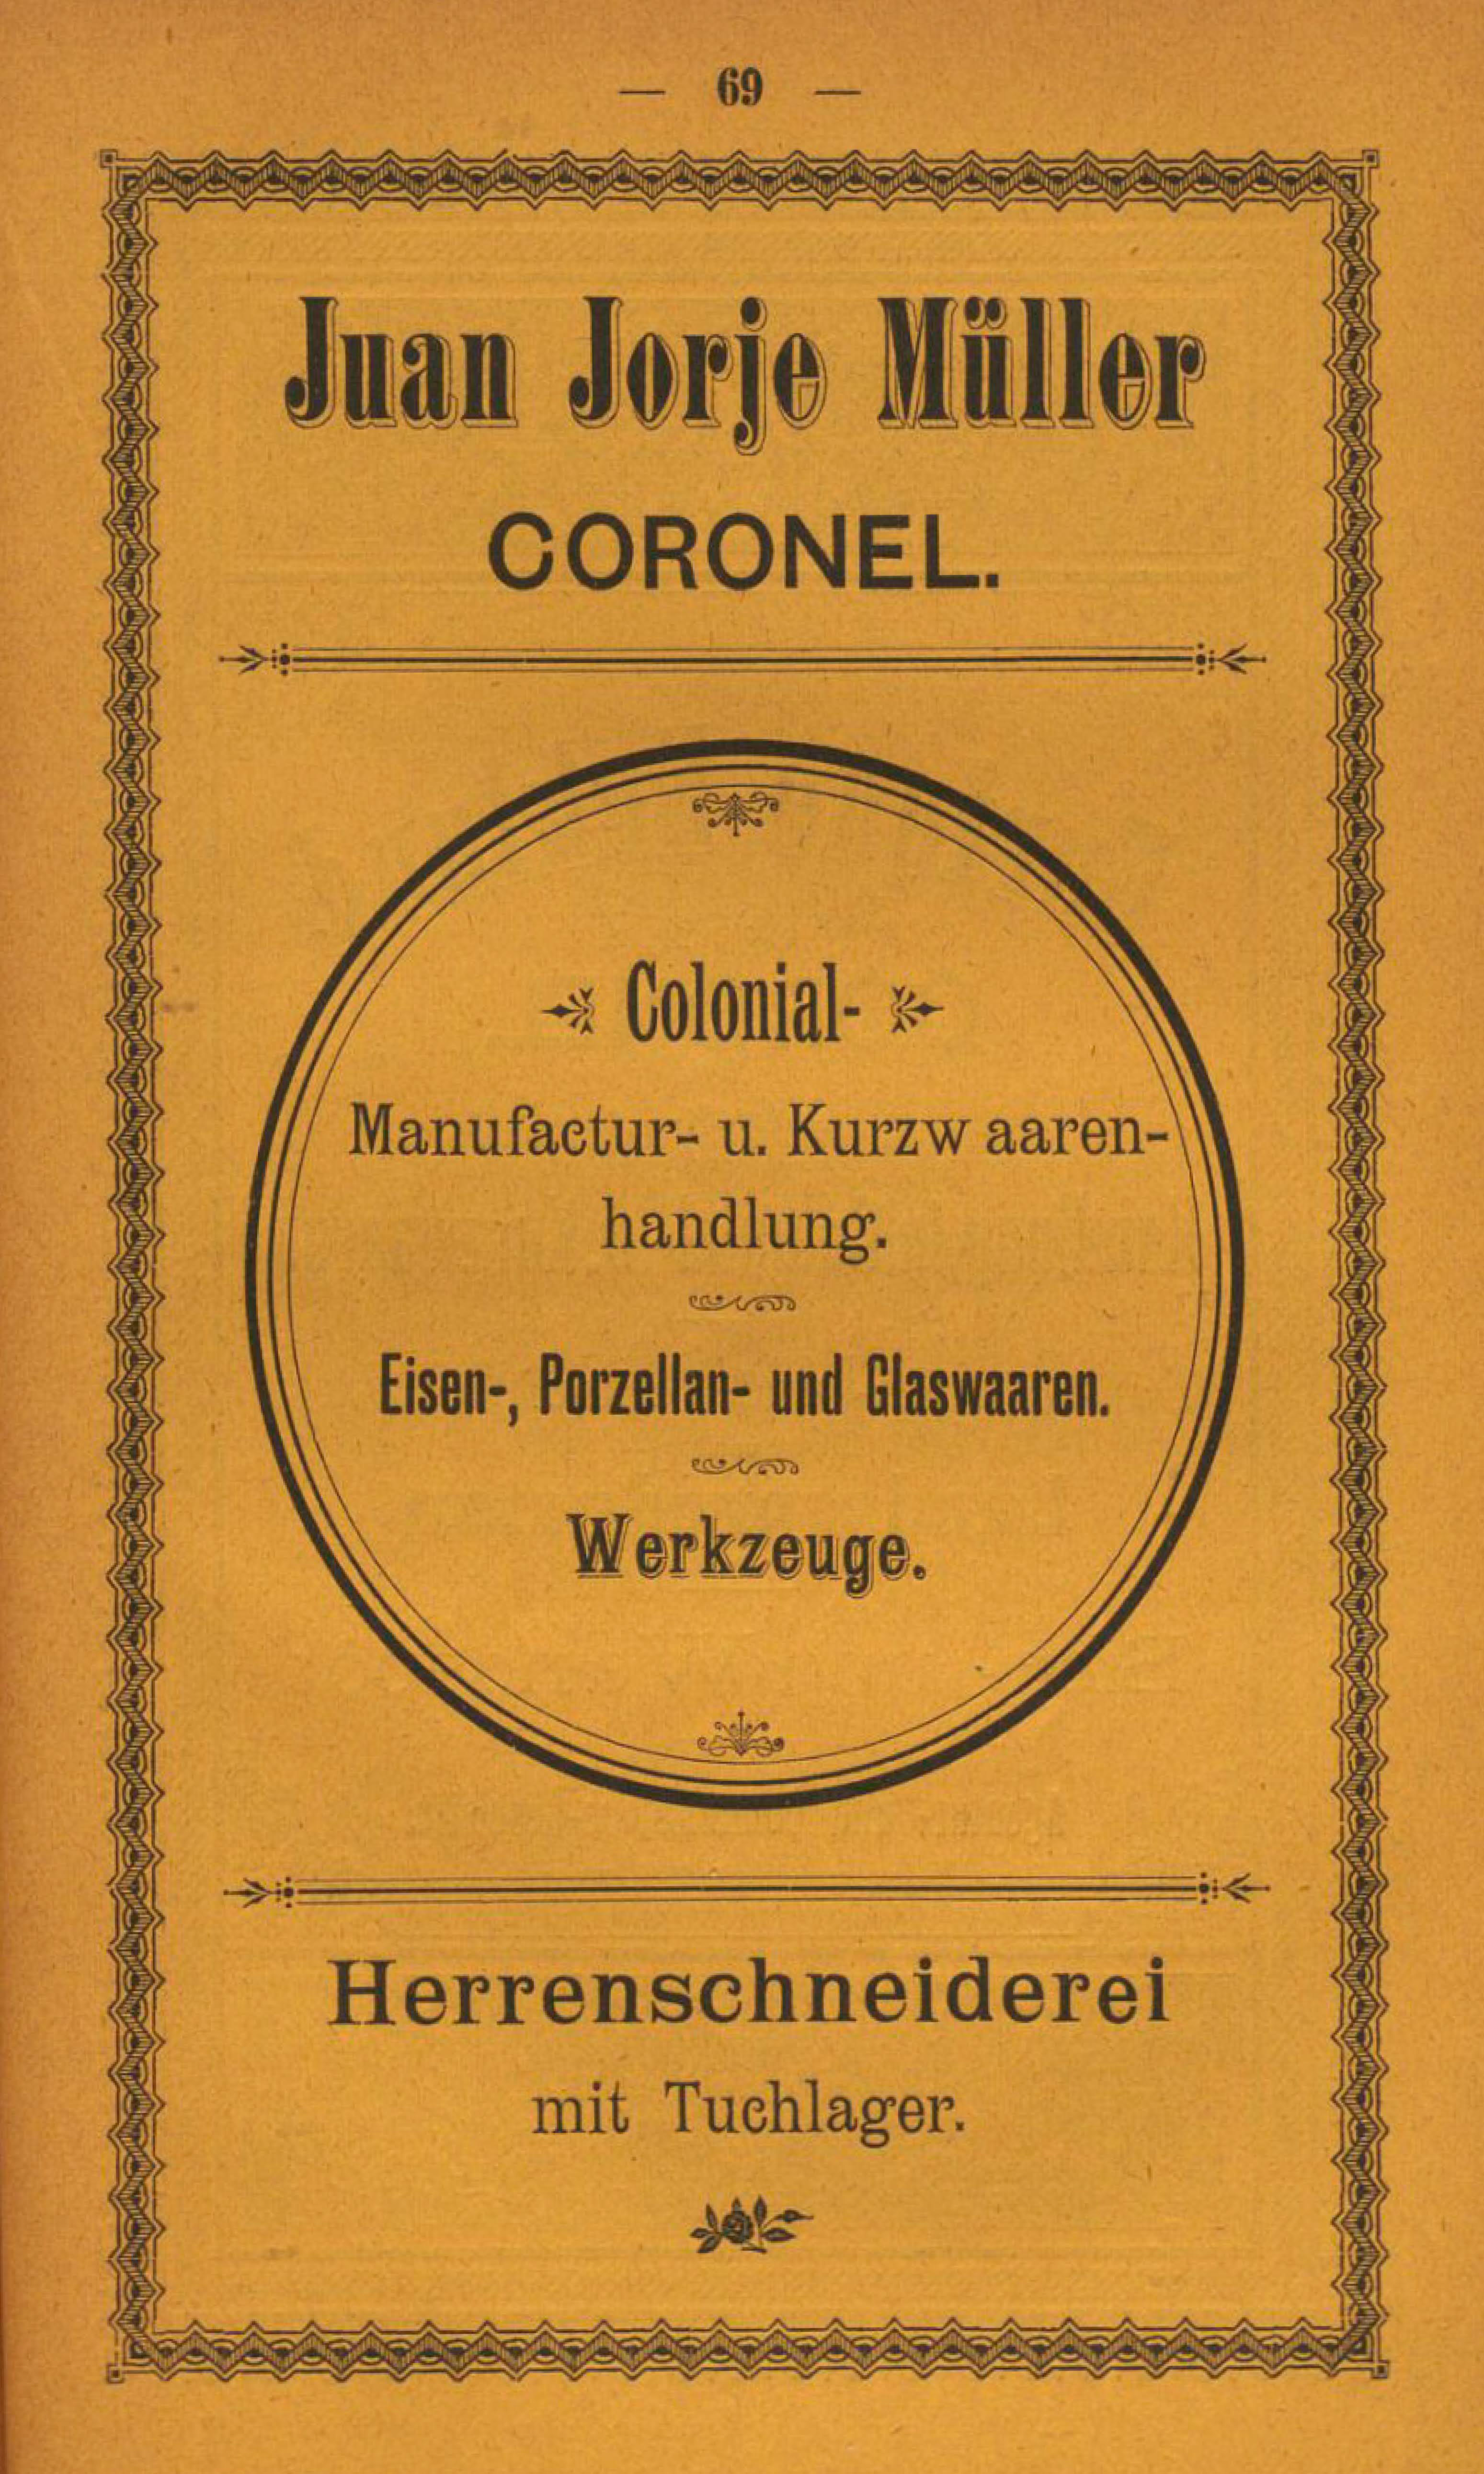 — 69 —
Juan Jorje Müller
CORONEL.
Colonial-
Manufactur- u. Kurzw aaren-
handlung.
Eisen-, Porzellan- und Glaswaaren.
Werkzeuge.
Herrenschneiderei
mit Tuchlager.